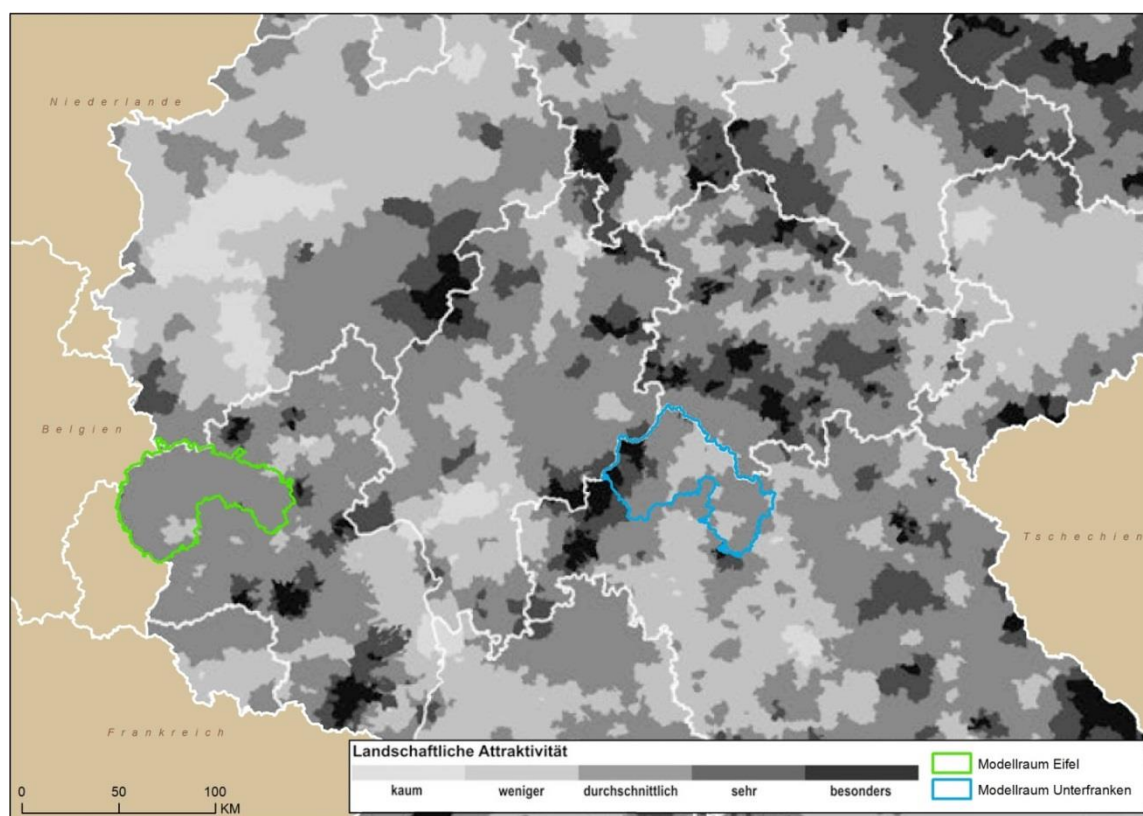 Niederlande
Belgien
Tschechien
Frankreich
Landschaftliche Attraktivität
kaum weniger durchschnittlich sehr besonders
Modellraum Eifel
Modellraum Unterfranken
0 50 100
KM